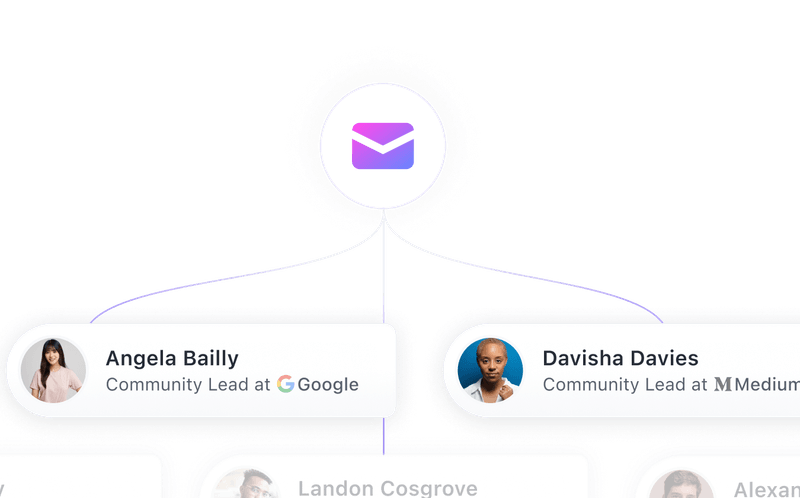 Angela Bailly
Community Lead at Google
Davisha Davies
Community Lead at Medium
Landon Cosgrove